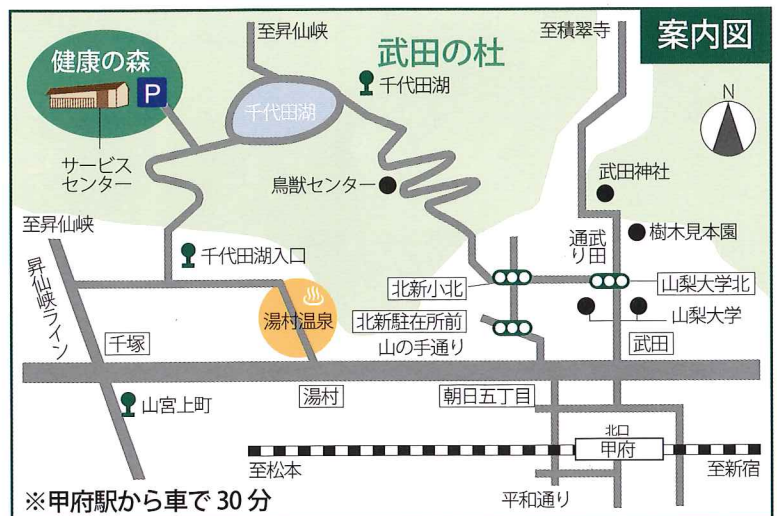 案内図
至昇仙峡
武田の杜
至積翠寺
健康の森
P
千代田湖
千代田湖
N
サービス
センター
鳥獣センター
武田神社
至昇仙峡
千代田湖入口
武田
通り
樹木見本園
昇仙峡ライン
湯村温泉
北新小北
山梨大学北
北新駐在所前
山梨大学
千塚
山の手通り
武田
山宮上町
湯村
朝日五丁目
北口
甲府
至松本
至新宿
※甲府駅から車で30分
平和通り